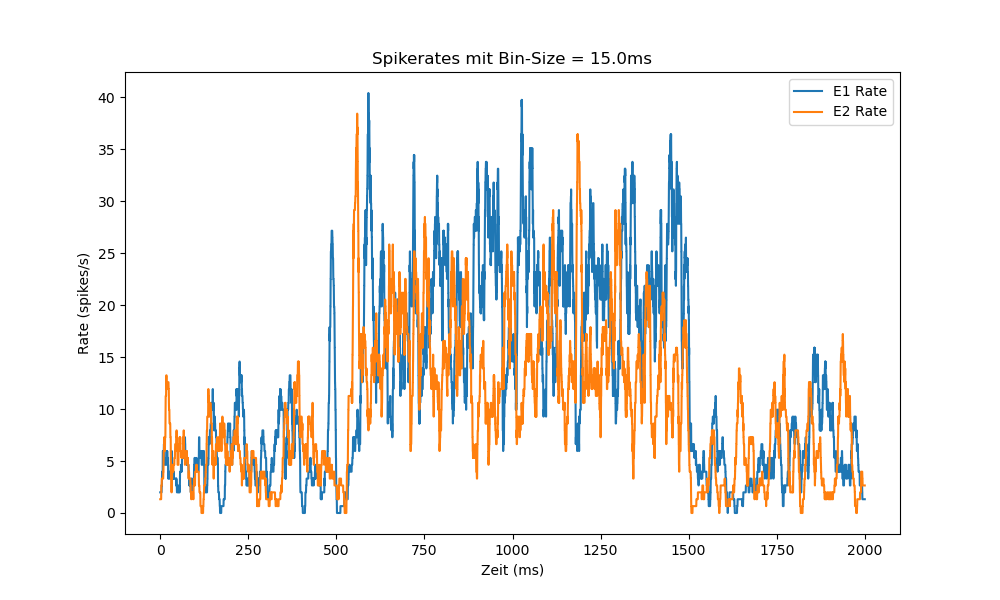 Spikerates mit Bin-Size = 15.0ms
E1 Rate
E2 Rate
40
35
30
25
20
15
10
5
0
Rate (spikes/s)
0 250 500 750 1000 1250 1500 1750 2000
Zeit (ms)